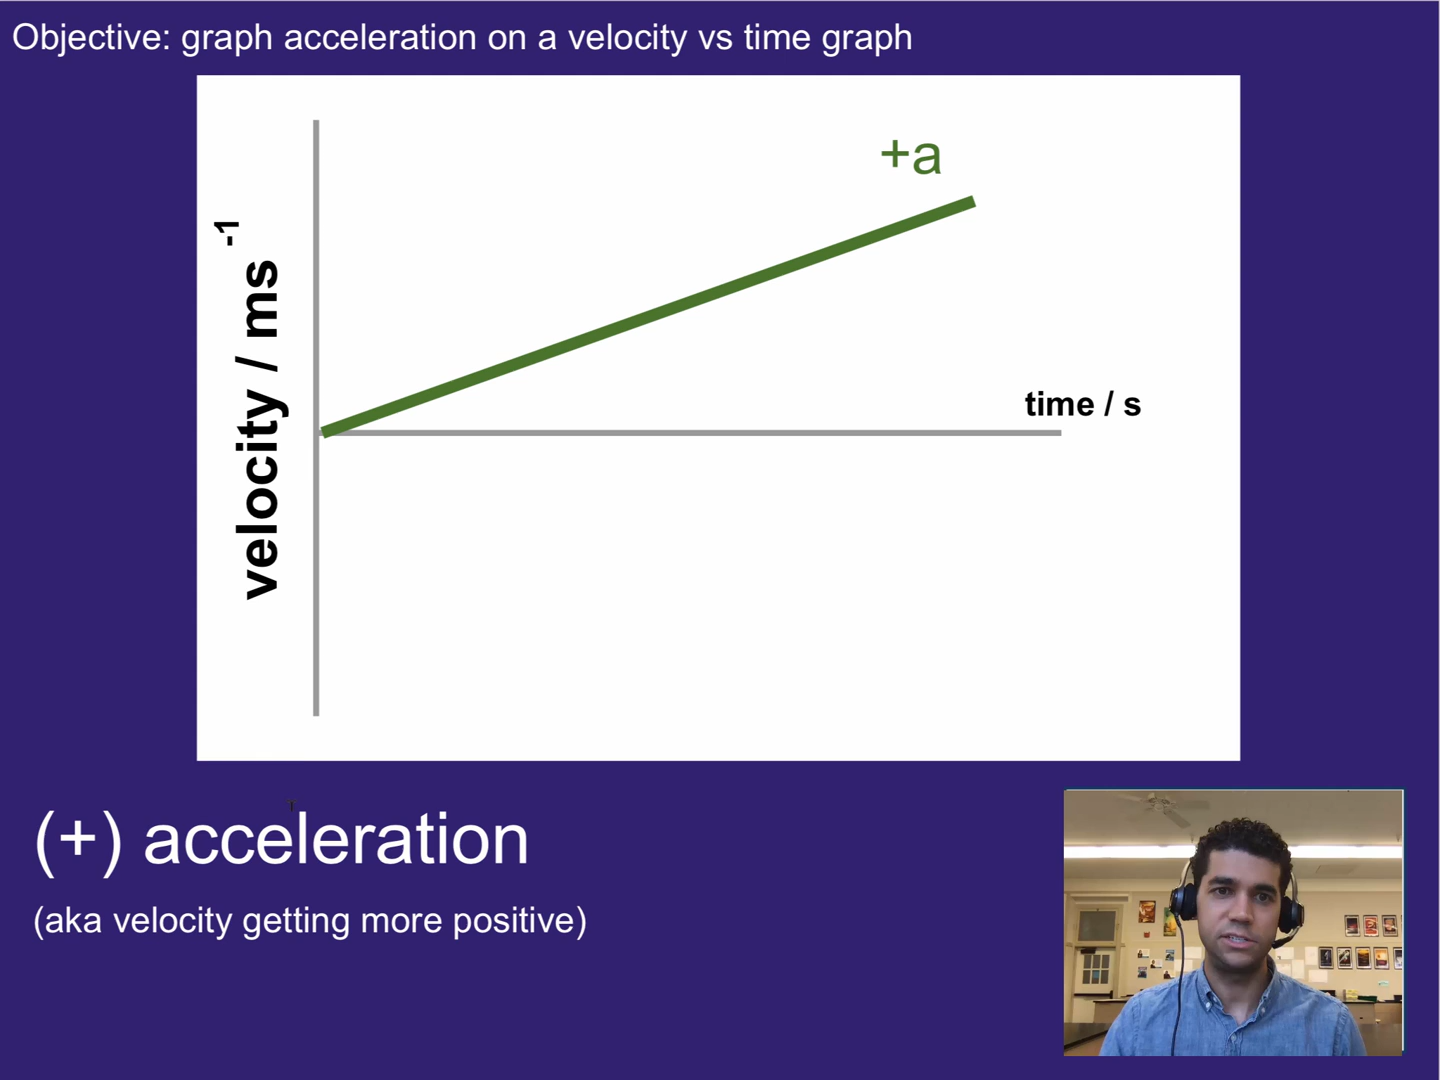 Objective: graph acceleration on a velocity vs time graph
+a
velocity / ms-1
time / s
(+) acceleration
(aka velocity getting more positive)